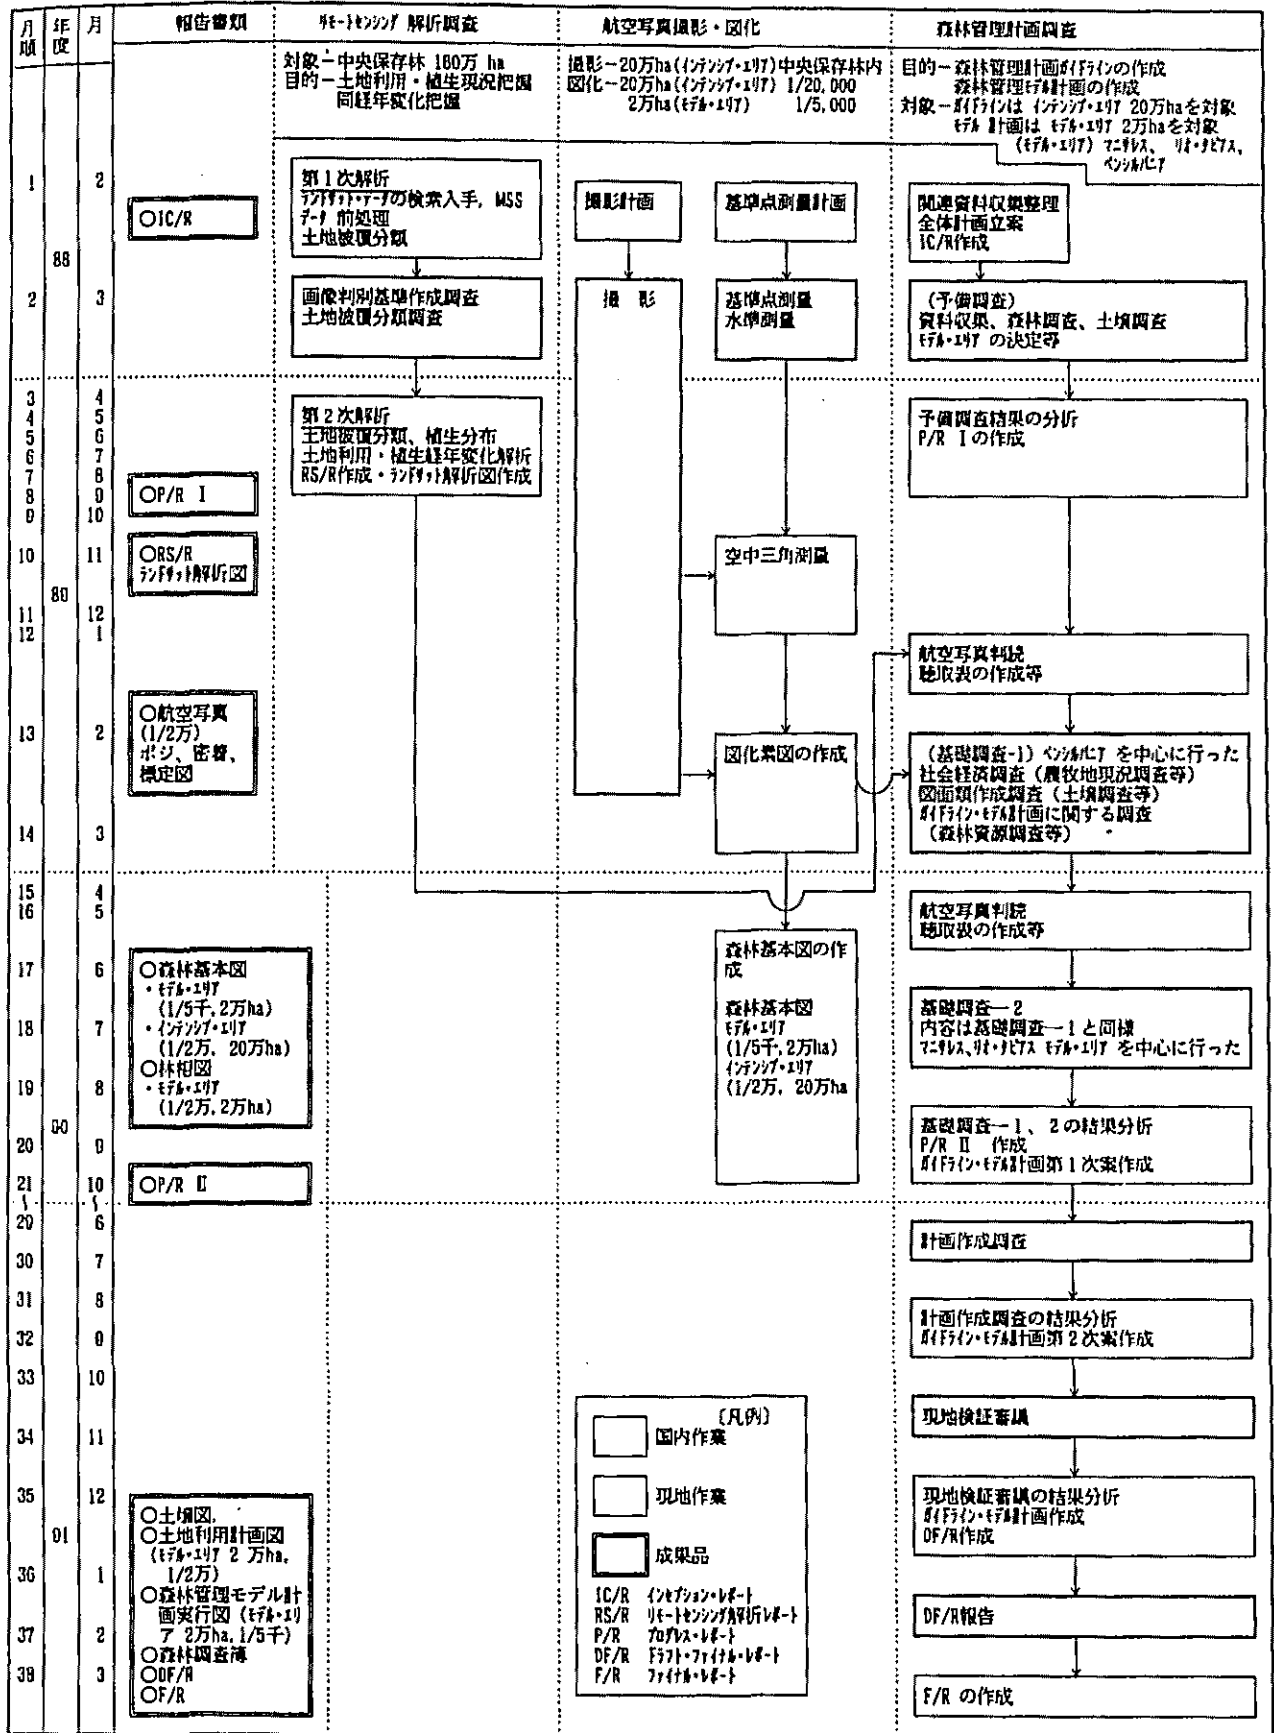 月順
年度
月
報告書類
リモートセンシング 解析調査
航空写真撮影・図化
森林管理計画調査
対象－中央保存林 180万 ha
目的－土地利用・植生現況把握
同経年変化把握
撮影－20万ha(インテンシブ・エリア)中央保存林内
図化－20万ha(インテンシブ・エリア) 1/20,000
2万ha(モデル・エリア) 1/5,000
目的－森林管理計画ガイドラインの作成
森林管理モデル計画の作成
対象－ガイドラインは インテンシブ・エリア 20万haを対象
モデル 計画は モデル・エリア 2万haを対象
(モデル・エリア) マニサレス、 リオ・タピアス、
ペンシルバニア
1
2
88
2
3
○IC/R
第1次解析
ランドサット・データの検索入手, MSS
データ 前処理
土地被覆分類
画像判別基準作成調査
土地被覆分類調査
撮影計画
撮 影
基準点測量計画
基準点測量
水準測量
関連資料収集整理
全体計画立案
IC/R作成
(予備調査)
資料収集、森林調査、土壌調査
モデル・エリア の決定等
3 4
4 5
5 6
6 7
7 8
8 9
9 10
10 11
89
11 12
12 1
13 2
14 3
○P/R I
○RS/R
ランドサット解析図
○航空写真
(1/2万)
ポジ、密着、
標定図
第2次解析
土地被覆分類、植生分布
土地利用・植生経年変化解析
RS/R作成・ランドサット解析図作成
空中三角測量
図化素図の作成
予備調査結果の分析
P/R Iの作成
航空写真判読
聴取表の作成等
(基礎調査-1) ペンシルバニア を中心に行った
社会経済調査（農牧地現況調査等）
図面類作成調査（土壌調査等）
ガイドライン・モデル計画に関する調査
（森林資源調査等）
15 4
16 5
17 6
18 7
19 8
90
20 9
21 10
○森林基本図
・モデル・エリア
(1/5千, 2万ha)
・インテンシブ・エリア
(1/2万, 20万ha)
○林相図
・モデル・エリア
(1/2万, 2万ha)
○P/R II
森林基本図の作
成
森林基本図
モデル・エリア
(1/5千, 2万ha)
インテンシブ・エリア
(1/2万, 20万ha
航空写真判読
聴取表の作成等
基礎調査－2
内容は基礎調査－1と同様
マニサレス、リオ・タピアス モデル・エリア を中心に行った
基礎調査－1、2の結果分析
P/R II 作成
ガイドライン・モデル計画第1次案作成
29 6
30 7
31 8
32 9
33 10
34 11
35 12
91
36 1
37 2
38 3
○土壌図,
○土地利用計画図
(モデル・エリア 2 万ha,
1/2万)
○森林管理モデル計
画実行図 (モデル・エリ
ア 2万ha, 1/5千)
○森林調査簿
○DF/R
○F/R
〔凡例〕
国内作業
現地作業
成果品
IC/R インセプション・レポート
RS/R リモートセンシング解析レポート
P/R プログレス・レポート
DF/R ドラフト・ファイナル・レポート
F/R ファイナル・レポート
計画作成調査
計画作成調査の結果分析
ガイドライン・モデル計画第2次案作成
現地検証審議
現地検証審議の結果分析
ガイドライン・モデル計画作成
DF/R作成
DF/R報告
F/R の作成